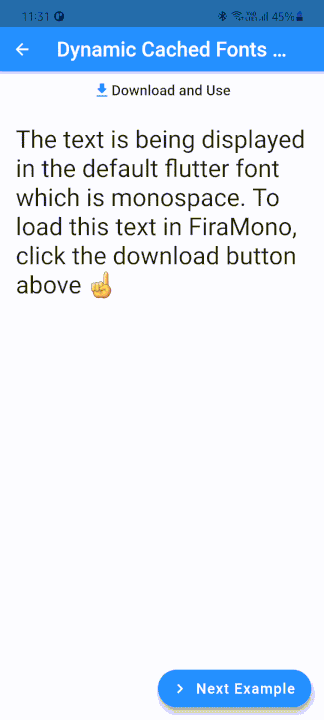 11:31 45%
Dynamic Cached Fonts ...
Download and Use
The text is being displayed
in the default flutter font
which is monospace. To
load this text in FiraMono,
click the download button
above ☝
Next Example